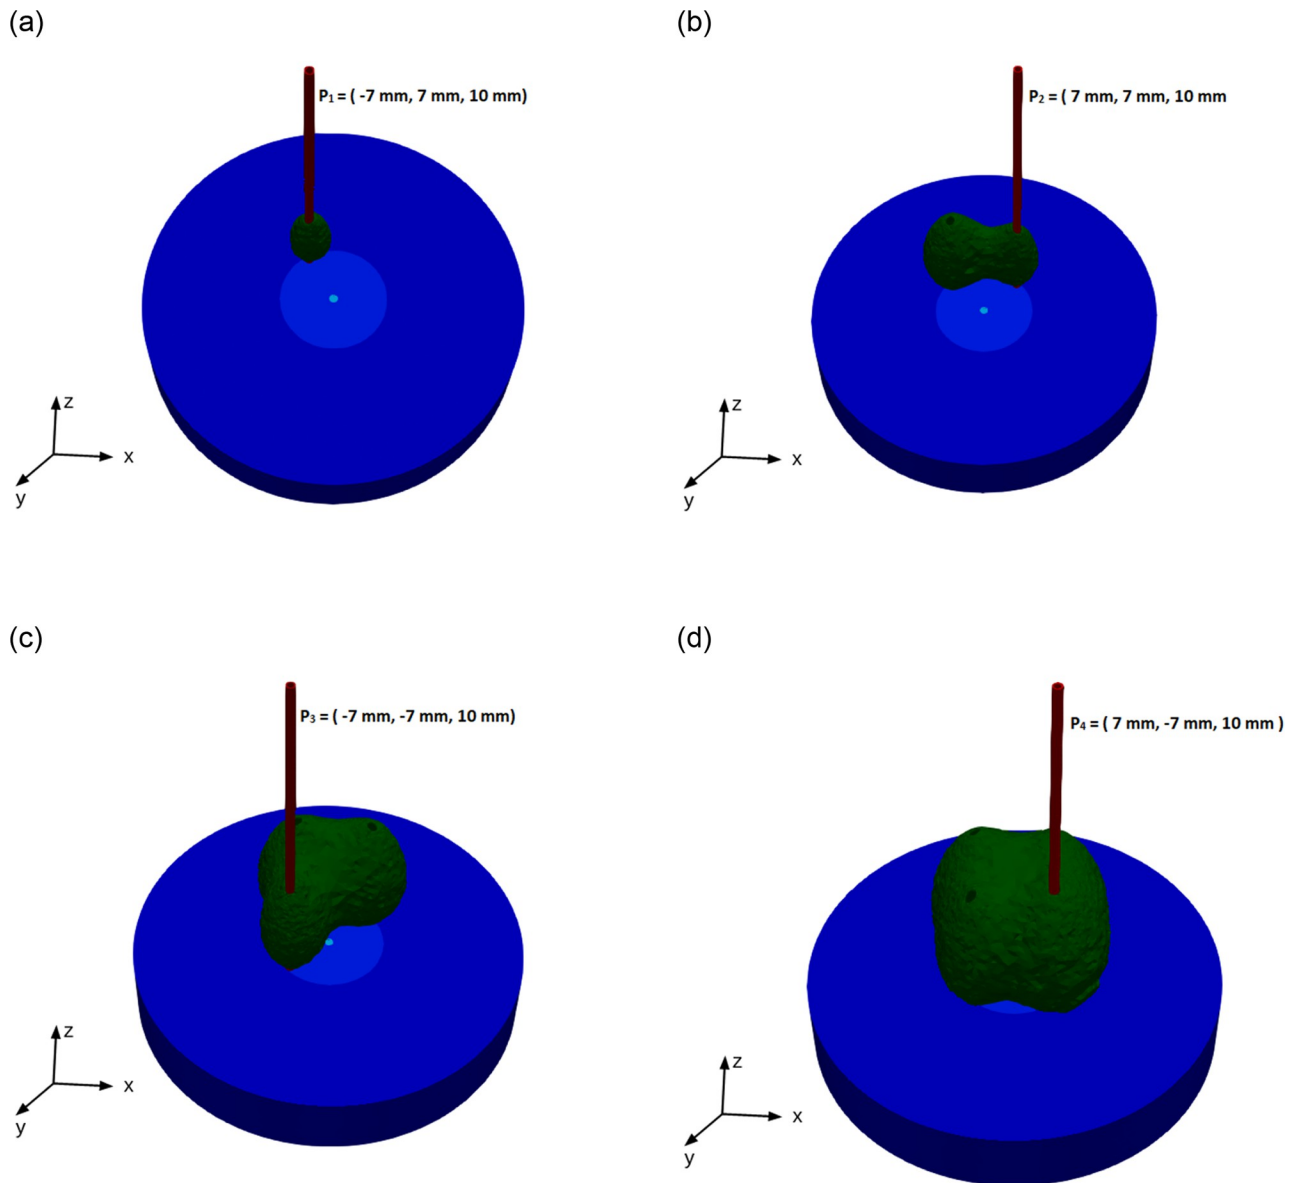 (a)
P₁ = ( -7 mm, 7 mm, 10 mm)
z
x
y
(b)
P₂ = ( 7 mm, 7 mm, 10 mm
z
x
y
(c)
P₃ = ( -7 mm, -7 mm, 10 mm)
z
x
y
(d)
P₄ = ( 7 mm, -7 mm, 10 mm )
z
x
y